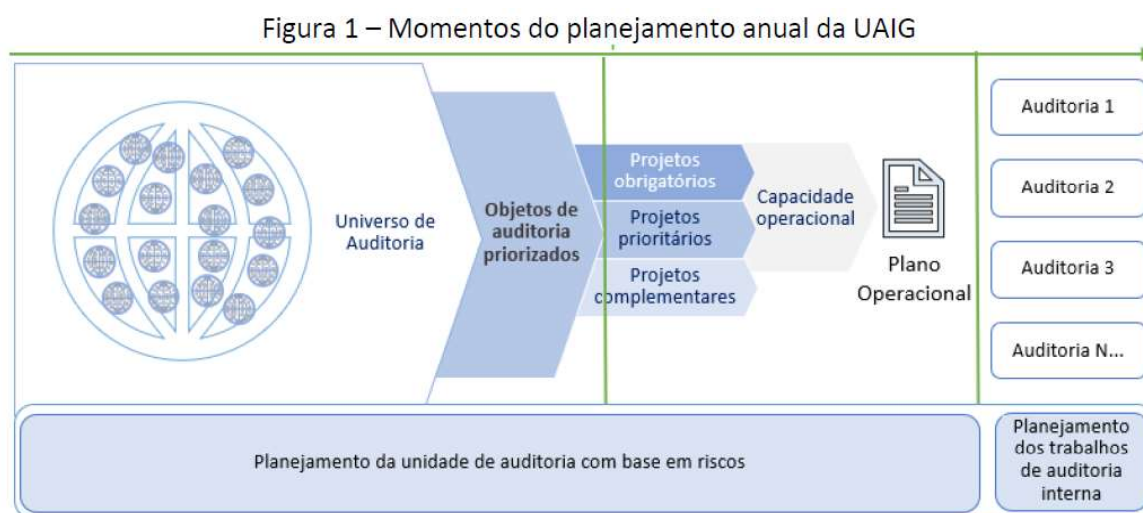 Figura 1 – Momentos do planejamento anual da UAIG
Universo de
Auditoria
Objetos de
auditoria
priorizados
Projetos
obrigatórios
Projetos
prioritários
Projetos
complementares
Capacidade
operacional
Plano
Operacional
Auditoria 1
Auditoria 2
Auditoria 3
Auditoria N...
Planejamento da unidade de auditoria com base em riscos
Planejamento
dos trabalhos
de auditoria
interna